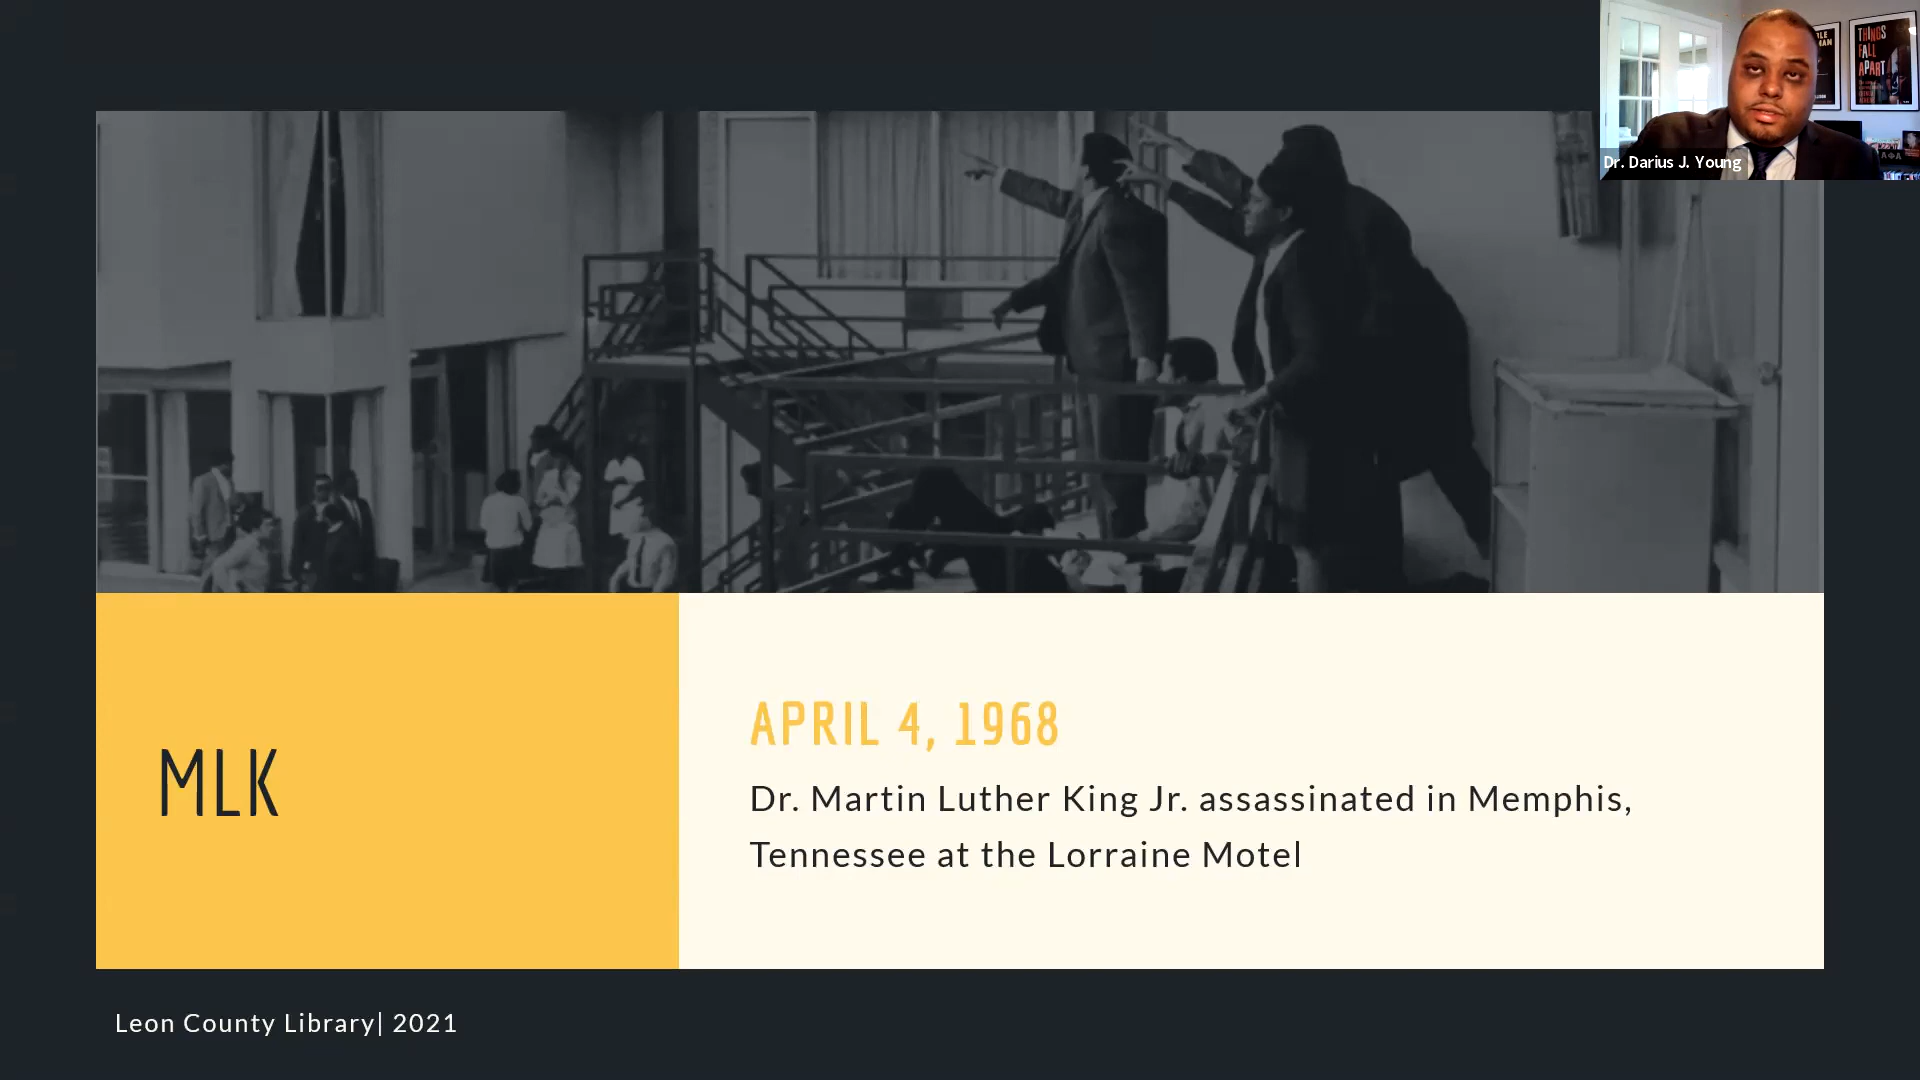 THINGS
FALL
APART
Dr. Darius J. Young
MLK
APRIL 4, 1968
Dr. Martin Luther King Jr. assassinated in Memphis,
Tennessee at the Lorraine Motel
Leon County Library| 2021